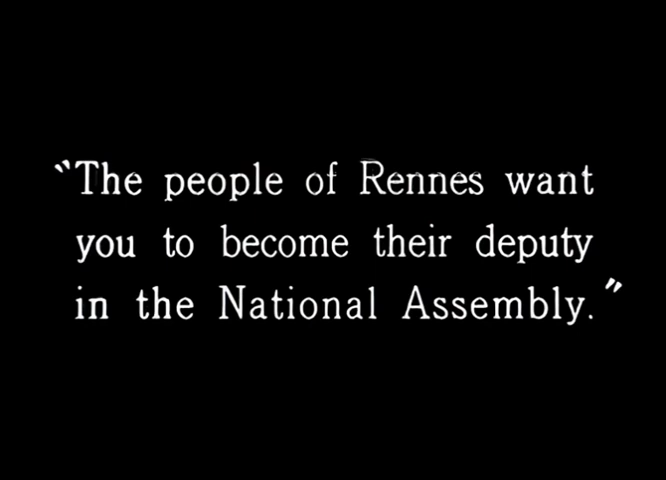 "The people of Rennes want
you to become their deputy
in the National Assembly."